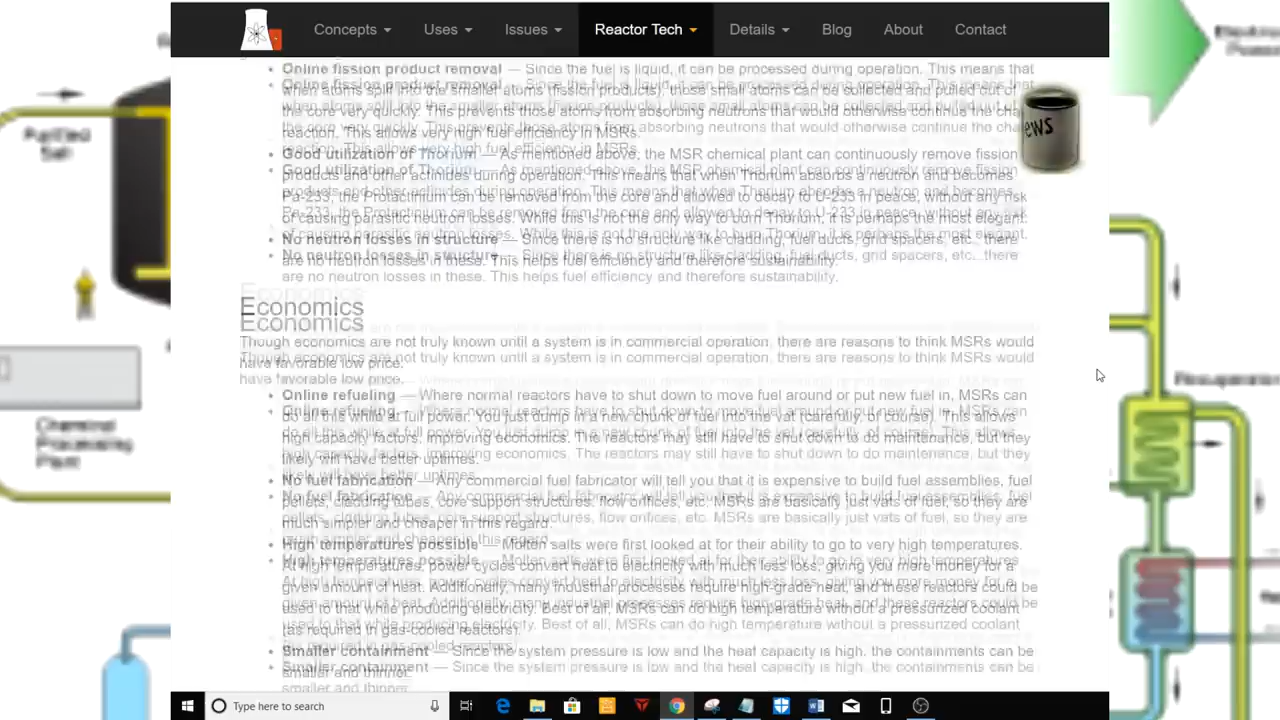 Concepts Uses Issues Reactor Tech Details Blog About Contact
Online fission product removal — Since the fuel is liquid, it can be processed during operation. This means that
when atoms split into the smaller atoms (fission products), those small atoms can be collected and pulled out of
the core very quickly. This prevents those atoms from absorbing neutrons that would otherwise continue the chain
reaction. This allows very high fuel efficiency in MSRs.
Good utilization of Thorium — As mentioned above, the MSR chemical plant can continuously remove fission
products and other actinides during operation. This means that when Thorium absorbs a neutron and becomes
Pa-233, the Protactinium can be removed from the core and allowed to decay to U-233 in peace, without any risk
of causing parasitic neutron losses. While this is not the only way to burn Thorium, it is perhaps the most elegant.
No neutron losses in structure — Since there is no structure like cladding, fuel ducts, grid spacers, etc., there
are no neutron losses in these. This helps fuel efficiency and therefore sustainability.
Economics
Though economics are not truly known until a system is in commercial operation, there are reasons to think MSRs would
have favorable low price.
Online refueling — Where normal reactors have to shut down to move fuel around or put new fuel in, MSRs can
do all this while at full power. You just dump in a new chunk of fuel into the vat (carefully, of course). This allows
high capacity factors, improving economics. The reactors may still have to shut down to do maintenance, but they
likely will have better uptimes.
No fuel fabrication — Any commercial fuel fabricator will tell you that it is expensive to build fuel assemblies, fuel
pellets, cladding tubes, core support structures, flow orifices, etc. MSRs are basically just vats of fuel, so they are
much simpler and cheaper in this regard.
High temperatures possible — Molten salts were first looked at for their ability to go to very high temperatures.
At high temperatures, power cycles convert heat to electricity with much less loss, giving you more money for a
given amount of heat. Additionally, many industrial processes require high-grade heat, and these reactors could be
used to that while producing electricity. Best of all, MSRs can do high temperature without a pressurized coolant
(as required in gas-cooled reactors).
Smaller containment — Since the system pressure is low and the heat capacity is high, the containments can be
smaller and thinner.
ews
Purified
Salt
Chemical
Processing
Plant
Type here to search